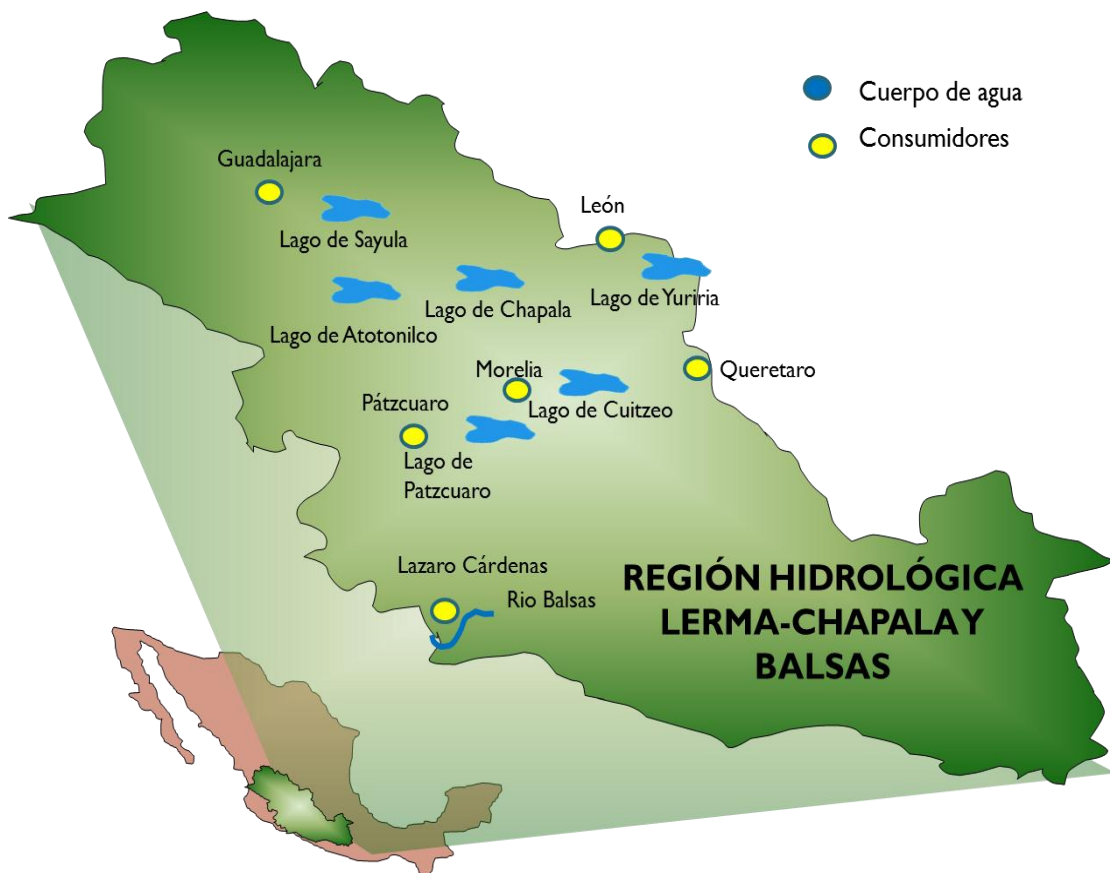 Cuerpo de agua
Consumidores
Guadalajara
León
Lago de Sayula
Lago de Chapala
Lago de Yuriria
Lago de Atotonilco
Morelia
Queretaro
Pátzcuaro
Lago de Cuitzeo
Lago de
Patzcuaro
Lazaro Cárdenas
Rio Balsas
REGIÓN HIDROLÓGICA
LERMA-CHAPALA Y
BALSAS